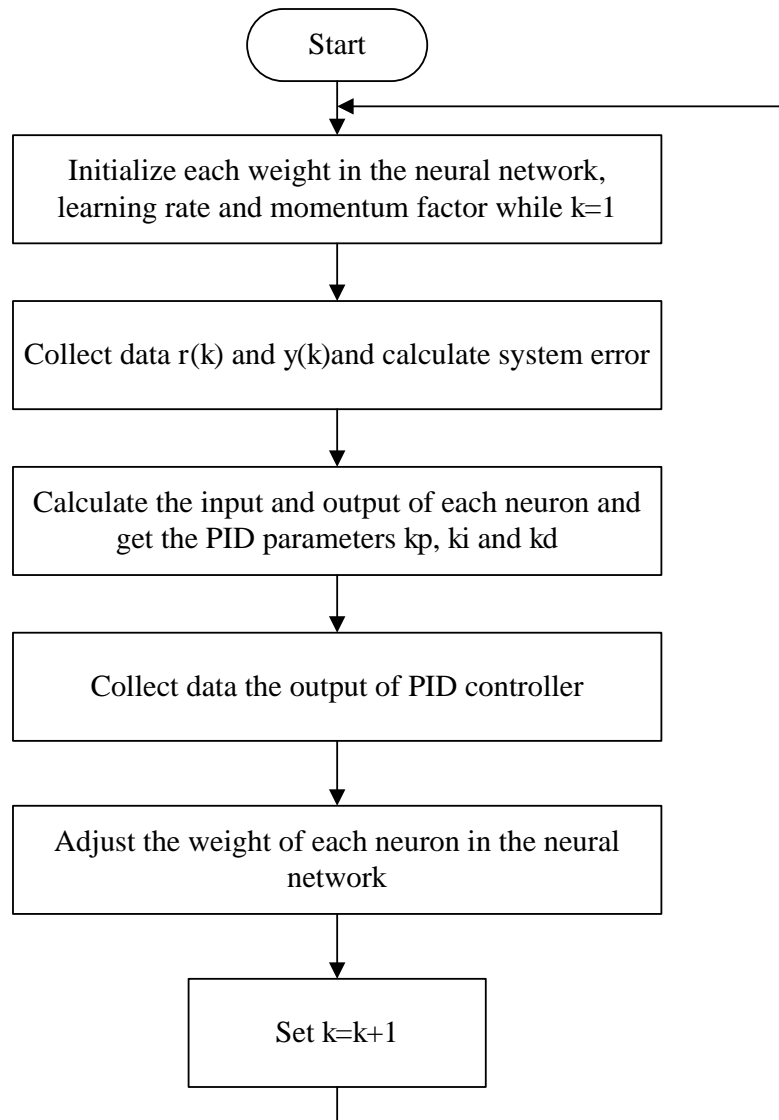 Start
Initialize each weight in the neural network,
learning rate and momentum factor while k=1
Collect data r(k) and y(k)and calculate system error
Calculate the input and output of each neuron and
get the PID parameters kp, ki and kd
Collect data the output of PID controller
Adjust the weight of each neuron in the neural
network
Set k=k+1